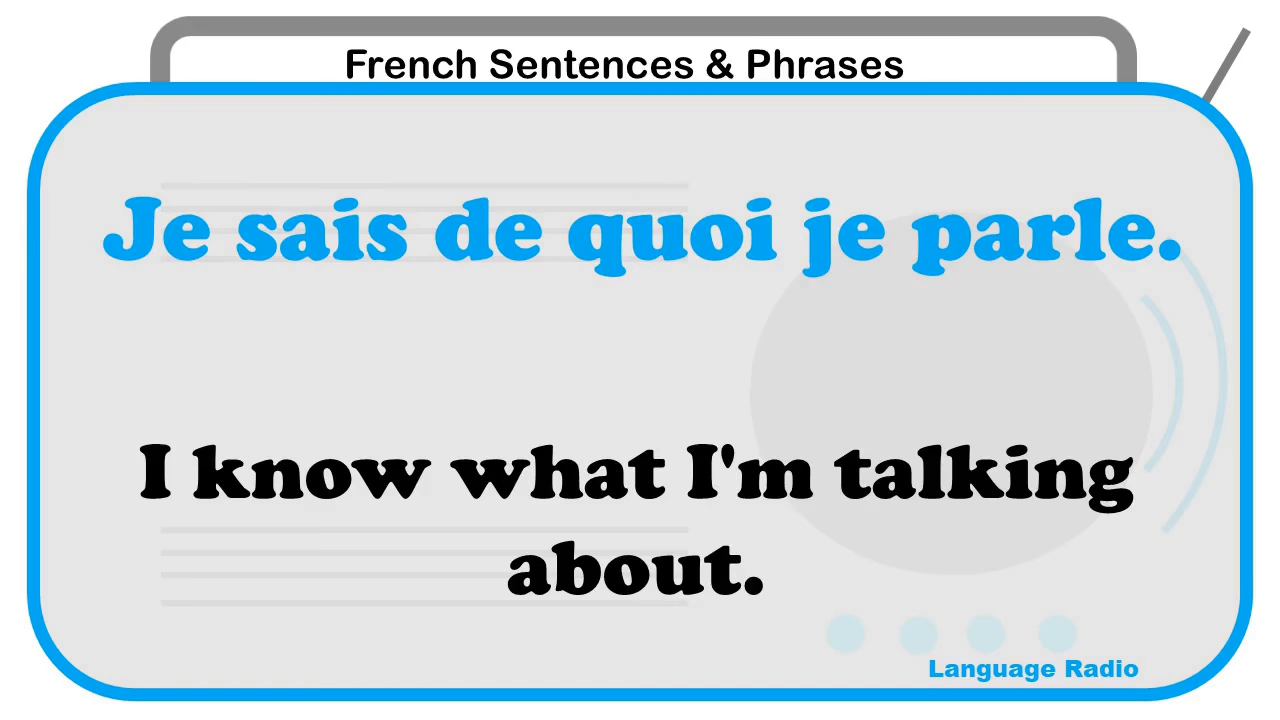 French Sentences & Phrases
Je sais de quoi je parle.
I know what I'm talking
about.
Language Radio